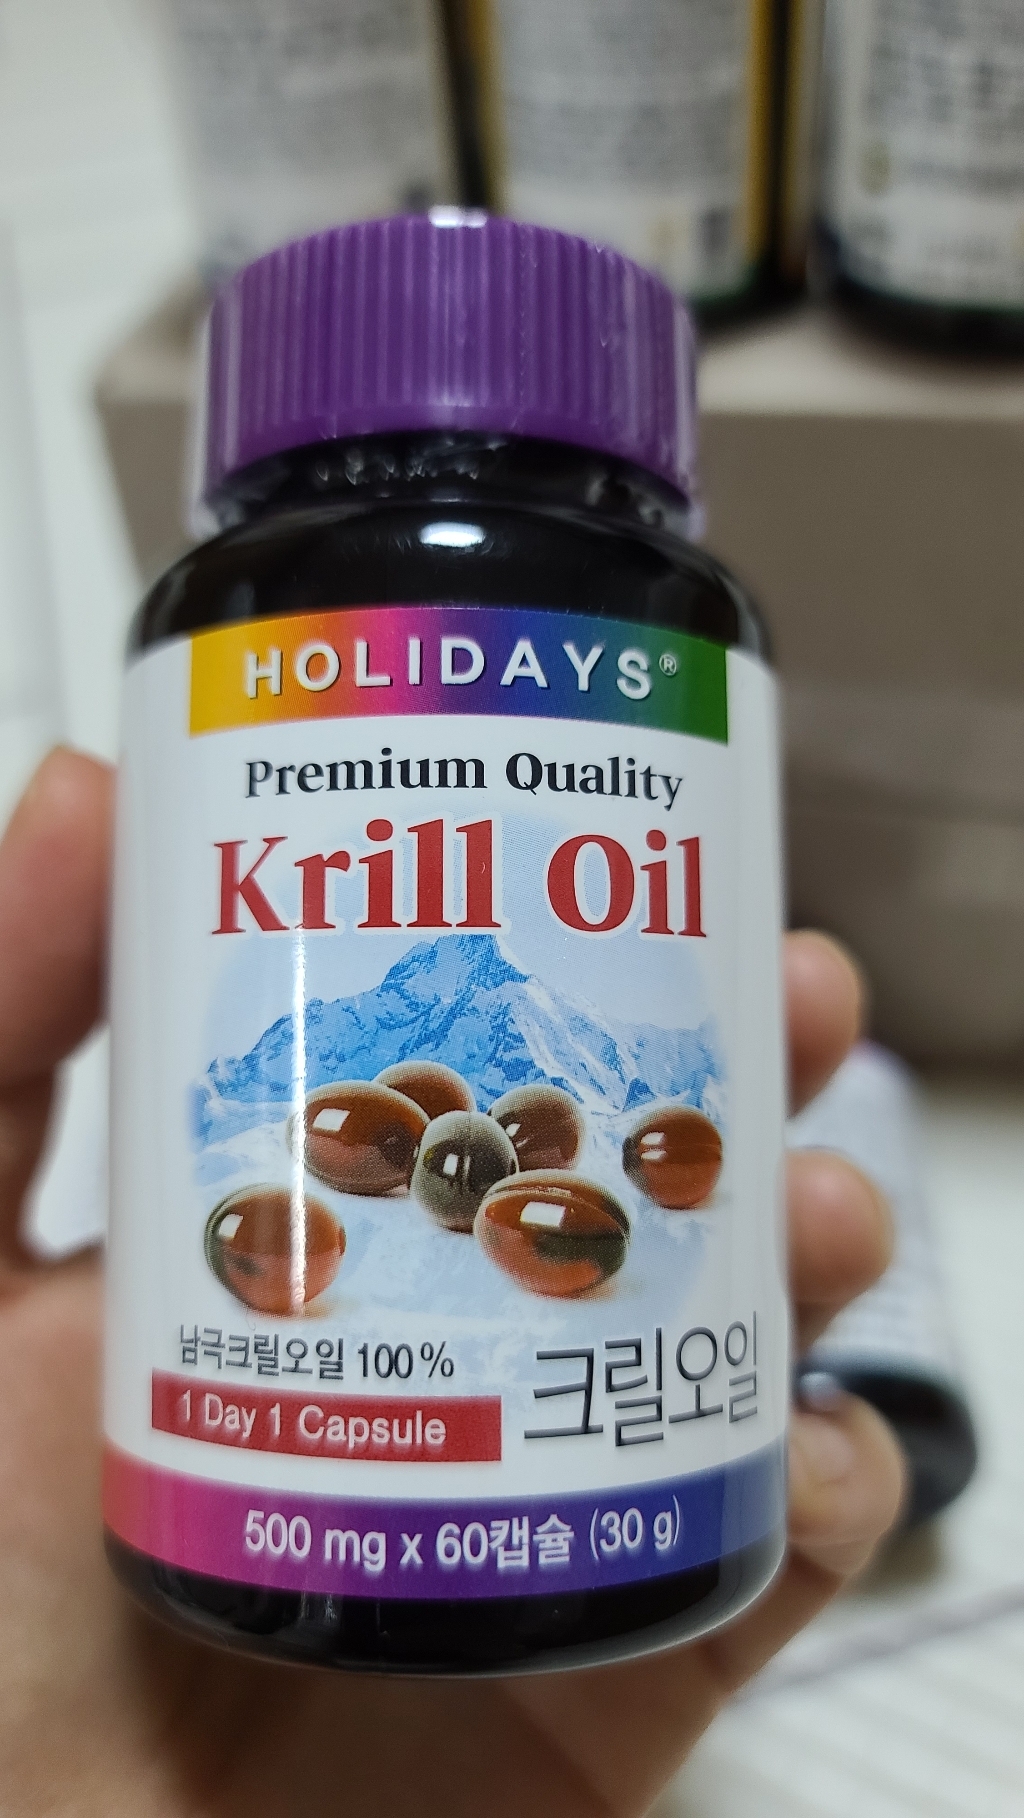 HOLIDAYS®
Premium Quality
Krill Oil
남극크릴오일 100%
1 Day 1 Capsule
크릴오일
500 mg x 60캡슐 (30 g)